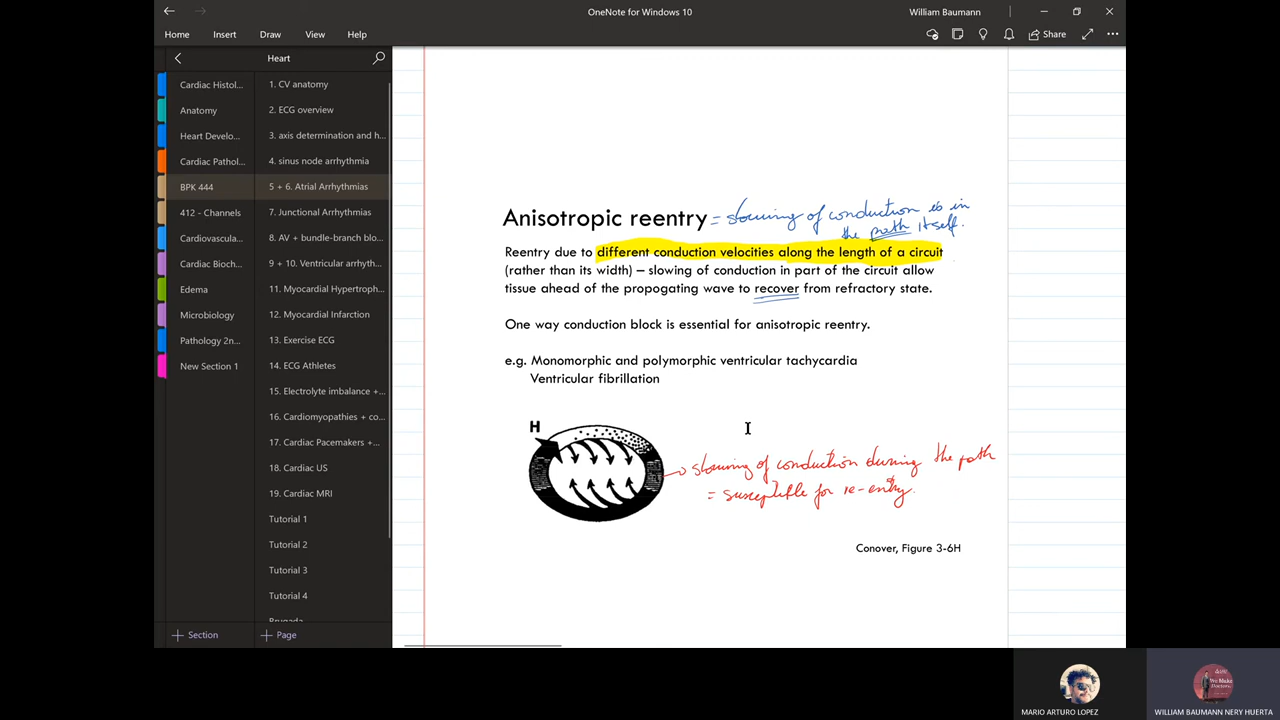 OneNote for Windows 10
William Baumann
Home Insert Draw View Help
Share
Heart
Cardiac Histol...
Anatomy
Heart Develo...
Cardiac Pathol...
BPK 444
412 - Channels
Cardiovascula...
Cardiac Bioch...
Edema
Microbiology
Pathology 2n...
New Section 1
1. CV anatomy
2. ECG overview
3. axis determination and h...
4. sinus node arrhythmia
5 + 6. Atrial Arrhythmias
7. Junctional Arrhythmias
8. AV + bundle-branch blo...
9 + 10. Ventricular arrhyth...
11. Myocardial Hypertroph...
12. Myocardial Infarction
13. Exercise ECG
14. ECG Athletes
15. Electrolyte imbalance +...
16. Cardiomyopathies + co...
17. Cardiac Pacemakers +...
18. Cardiac US
19. Cardiac MRI
Tutorial 1
Tutorial 2
Tutorial 3
Tutorial 4
Brugada
Section
Page
Anisotropic reentry = slowing of conduction is in
the path itself.
Reentry due to different conduction velocities along the length of a circuit
(rather than its width) – slowing of conduction in part of the circuit allow
tissue ahead of the propogating wave to recover from refractory state.
One way conduction block is essential for anisotropic reentry.
e.g. Monomorphic and polymorphic ventricular tachycardia
Ventricular fibrillation
H
slowing of conduction during the path
= susceptible for re-entry.
Conover, Figure 3-6H
MARIO ARTURO LOPEZ
WILLIAM BAUMANN NERY HUERTA